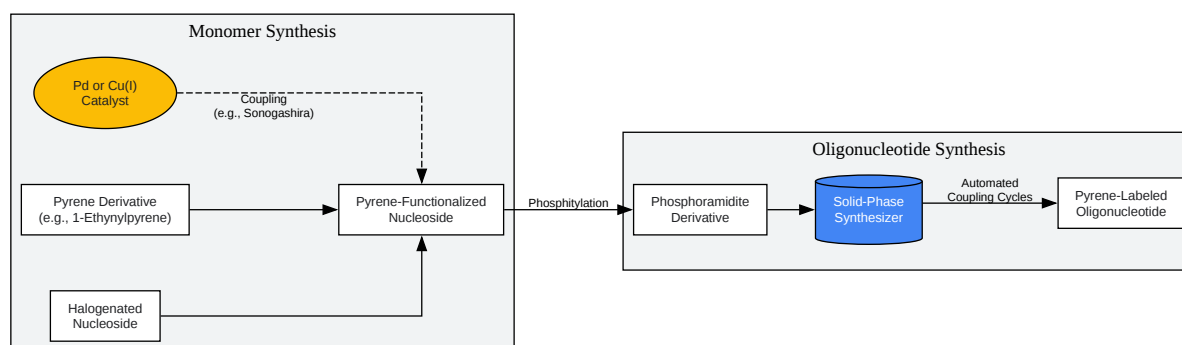 Monomer Synthesis
Pd or Cu(I)
Catalyst
Coupling
(e.g., Sonogashira)
Pyrene Derivative
(e.g., 1-Ethynylpyrene)
Pyrene-Functionalized
Nucleoside
Halogenated
Nucleoside
Phosphitylation
Oligonucleotide Synthesis
Phosphoramidite
Derivative
Solid-Phase
Synthesizer
Automated
Coupling Cycles
Pyrene-Labeled
Oligonucleotide